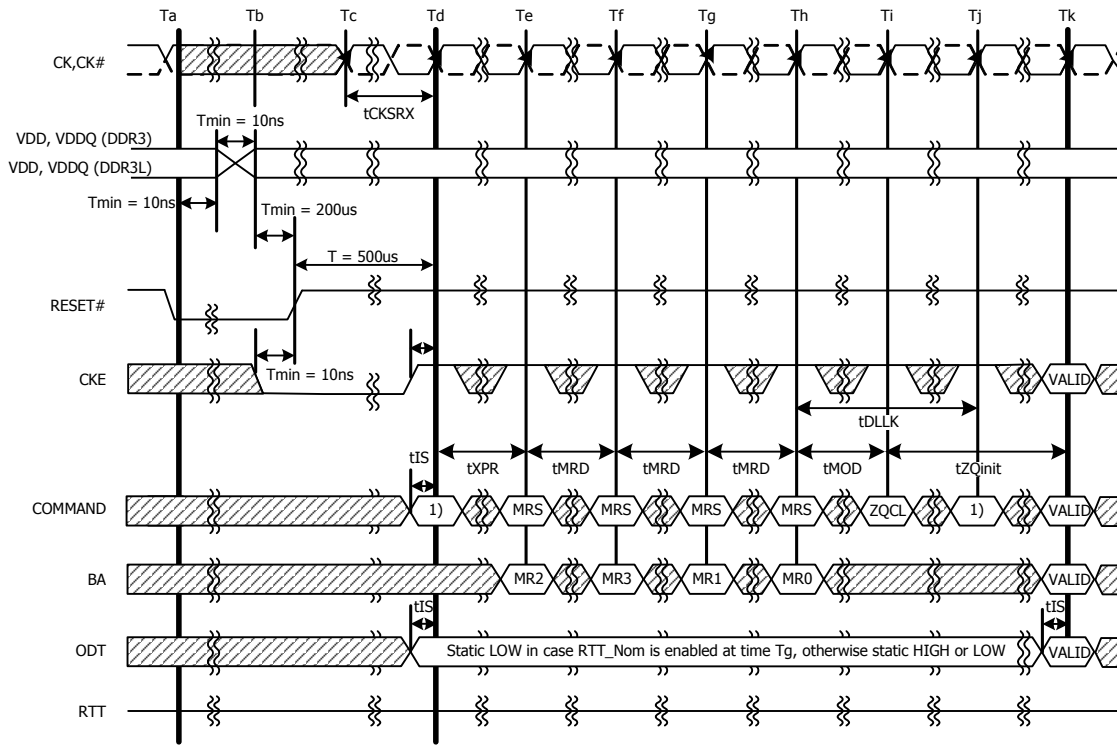 Ta Tb Tc Td Te Tf Tg Th Ti Tj Tk
CK,CK#
tCKSRX
Tmin = 10ns
VDD, VDDQ (DDR3)
VDD, VDDQ (DDR3L)
Tmin = 10ns
Tmin = 200us
T = 500us
RESET#
Tmin = 10ns
CKE
VALID
tDLLK
tIS
tXPR tMRD tMRD tMRD tMOD tZQinit
COMMAND
1) MRS MRS MRS MRS ZQCL 1) VALID
BA
MR2 MR3 MR1 MR0 VALID
tIS tIS
ODT
Static LOW in case RTT_Nom is enabled at time Tg, otherwise static HIGH or LOW
VALID
RTT